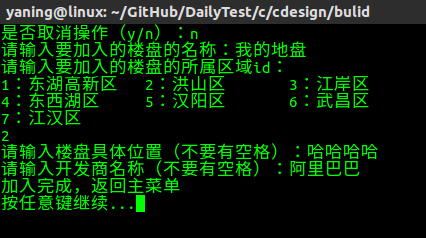 yaning@linux: ~/GitHub/DailyTest/c/cdesign/bulid
是否取消操作（y/n）：n
请输入要加入的楼盘的名称：我的地盘
请输入要加入的楼盘的所属区域id：
1：东湖高新区 2：洪山区 3：江岸区
4：东西湖区 5：汉阳区 6：武昌区
7：江汉区
2
请输入楼盘具体位置（不要有空格）：哈哈哈哈
请输入开发商名称（不要有空格）：阿里巴巴
加入完成，返回主菜单
按任意键继续...